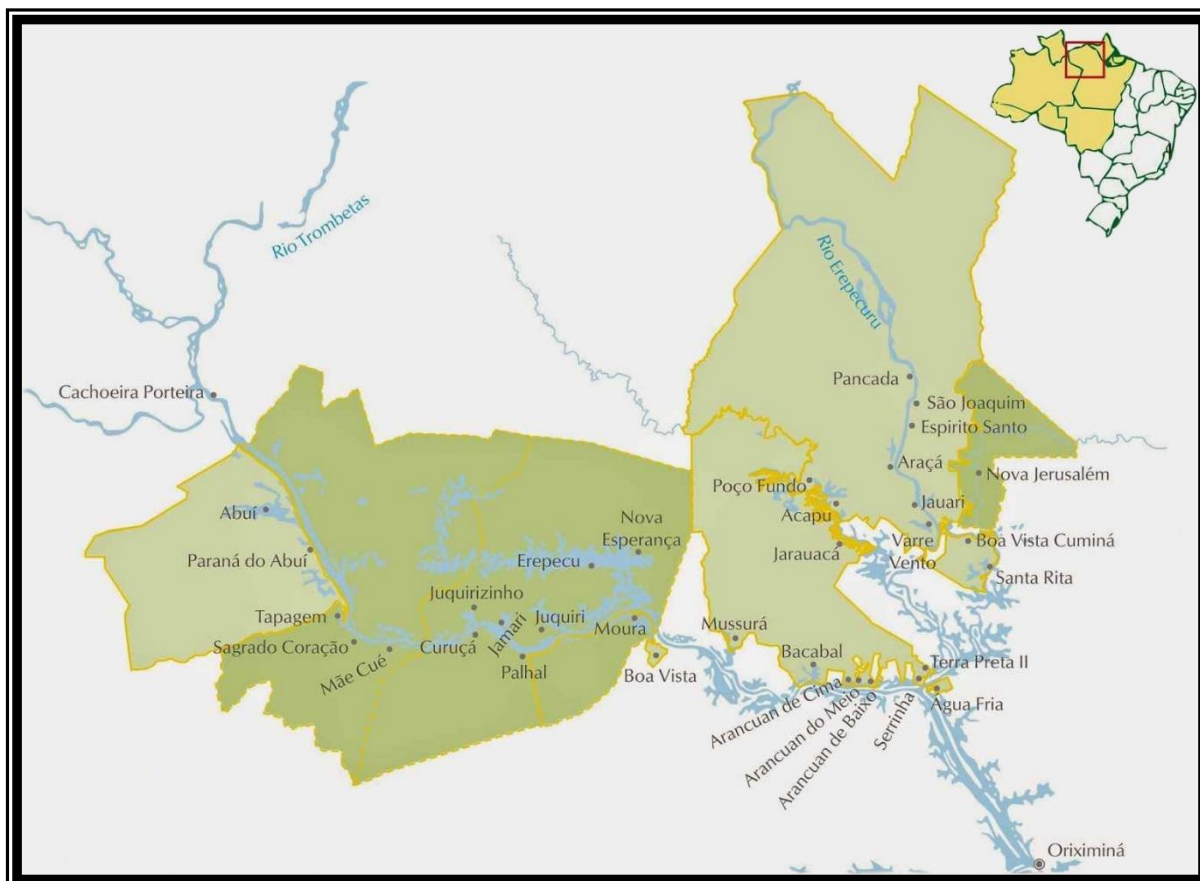 Rio Trombetas
Rio Erepecuru
Cachoeira Porteira
Pancada
São Joaquim
Espirito Santo
Araçá
Nova Jerusalém
Poço Fundo
Abuí
Acapu
Jauari
Nova
Esperança
Varre
Vento
Boa Vista Cuminá
Paraná do Abuí
Erepecu
Jarauacá
Santa Rita
Juquirizinho
Tapagem
Jamari
Juquiri
Moura
Mussurá
Sagrado Coração
Curuçá
Mãe Cué
Palhal
Boa Vista
Bacabal
Terra Preta II
Arancuan de Cima
Arancuan do Meio
Arancuan de Baixo
Serrinha
Água Fria
Oriximiná